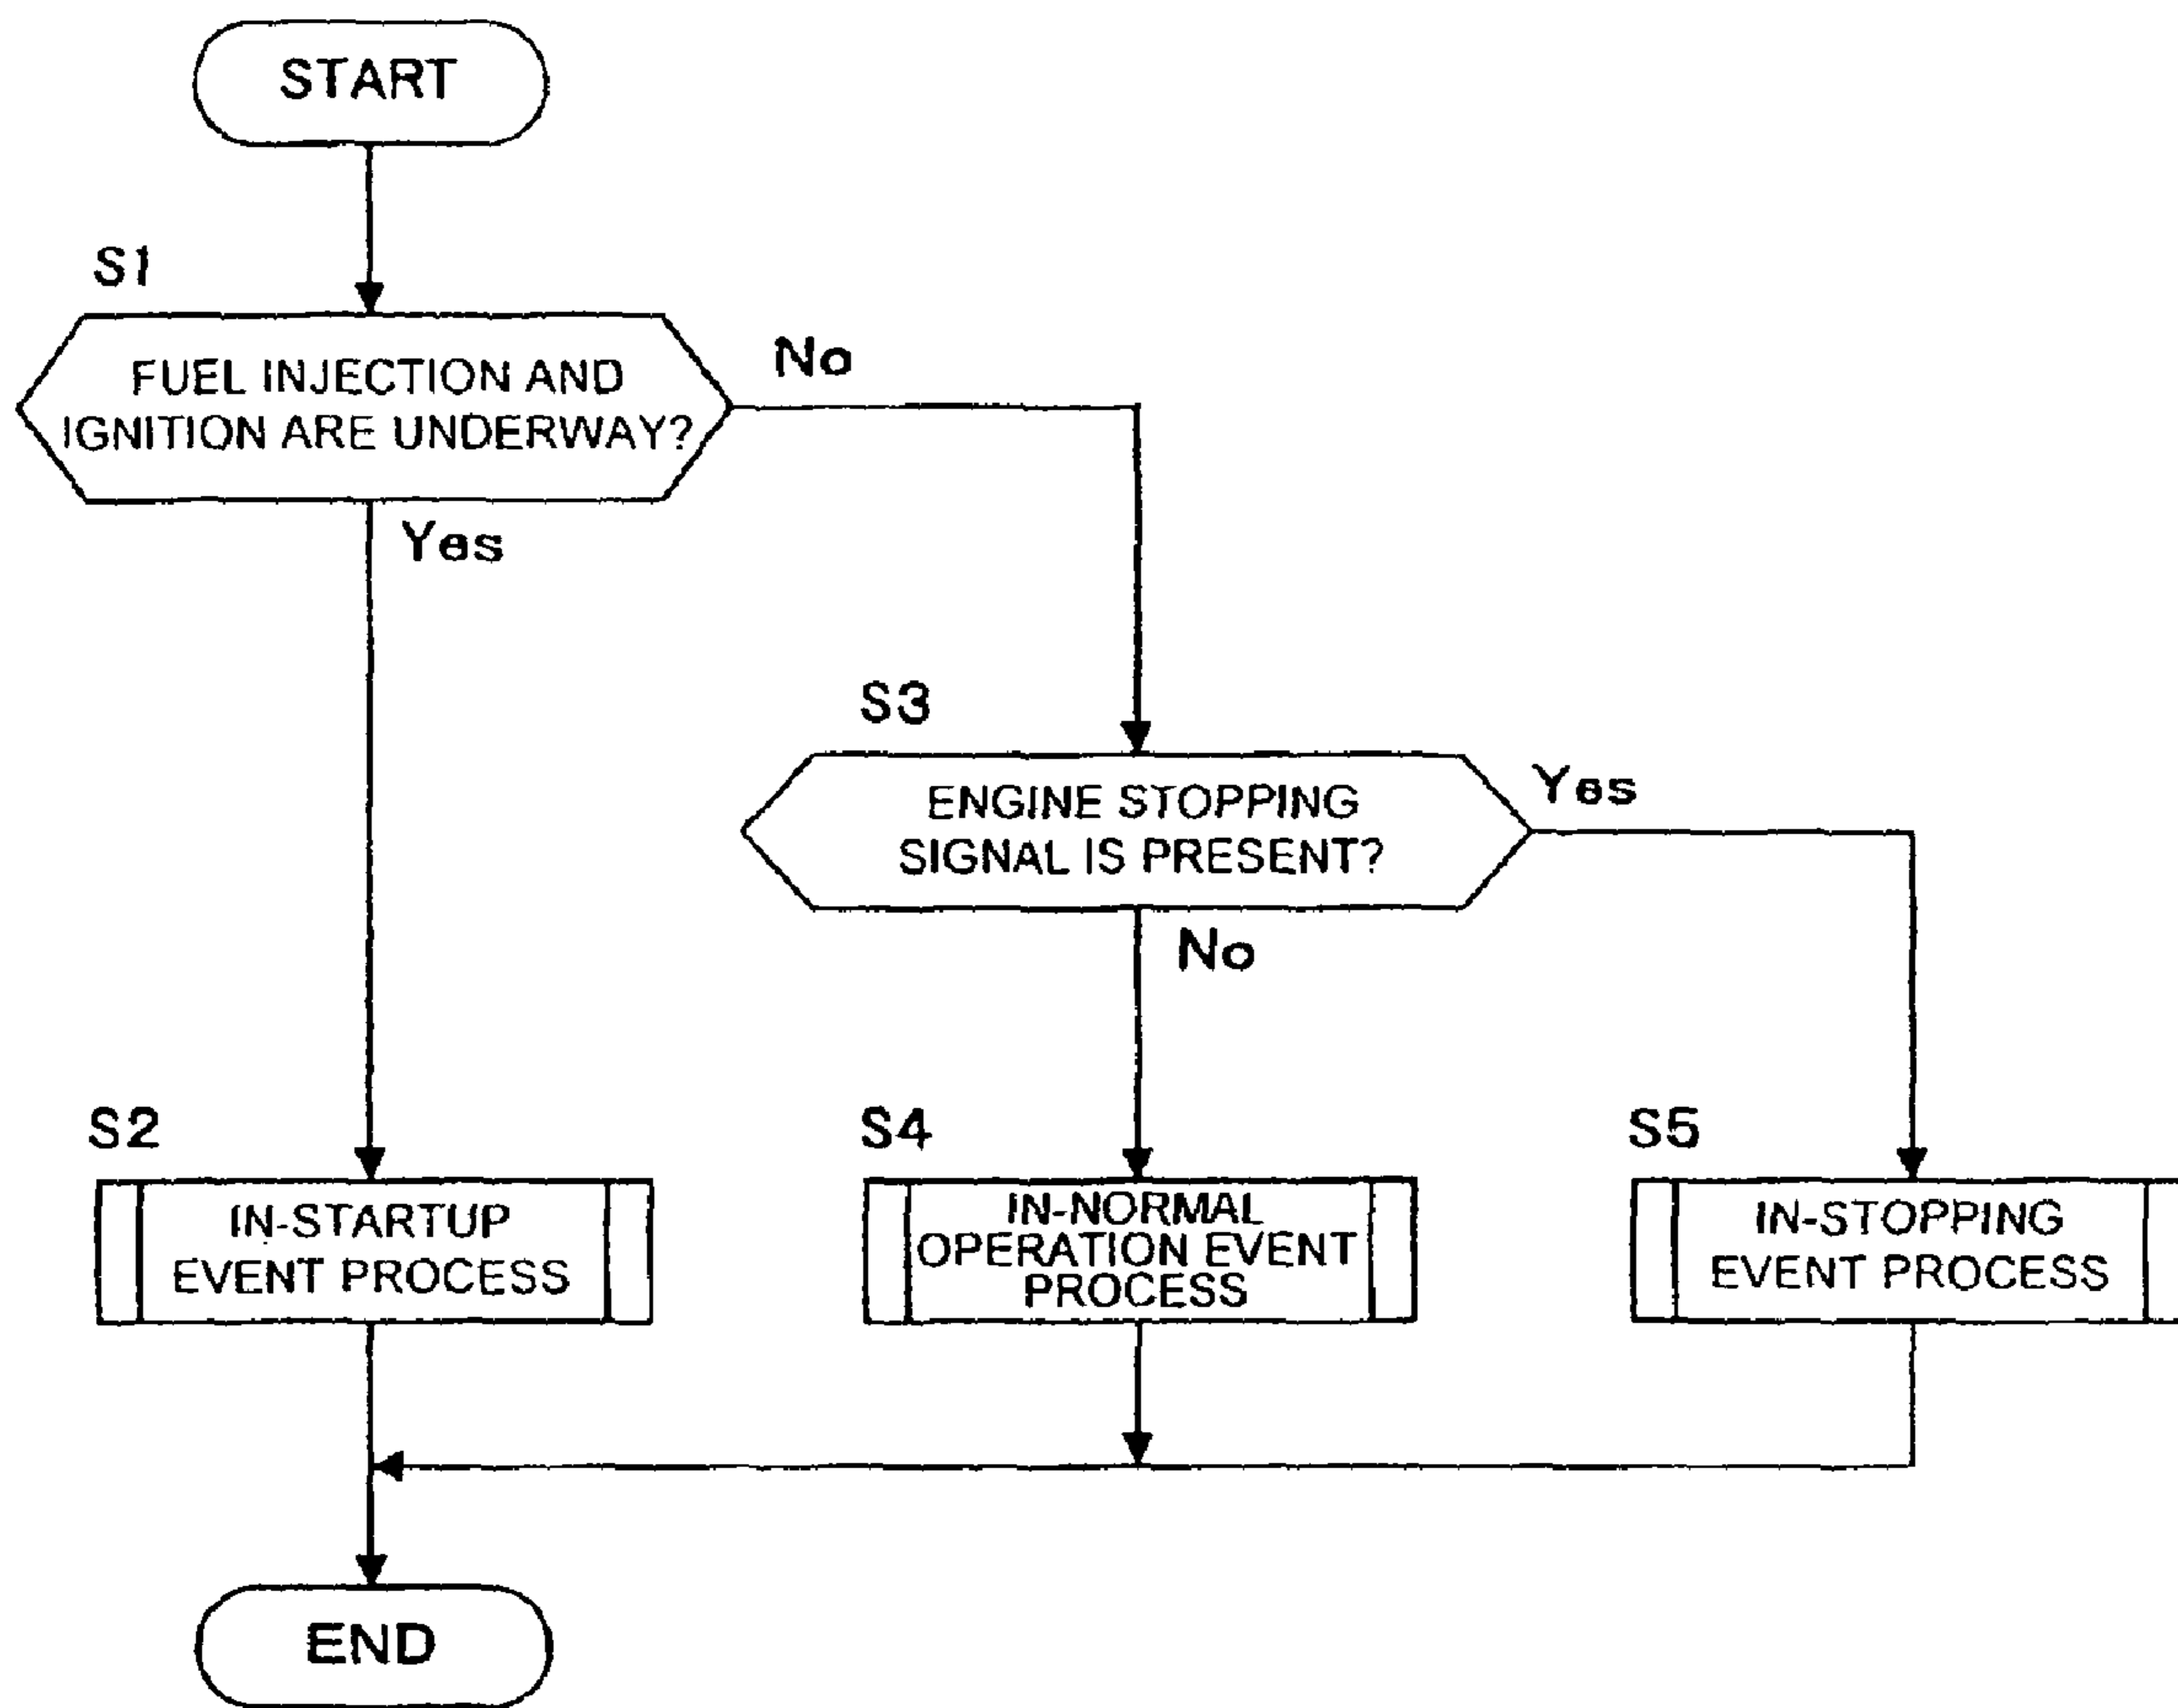 START
S1
FUEL INJECTION AND
IGNITION ARE UNDERWAY?
No
Yes
S3
ENGINE STOPPING
SIGNAL IS PRESENT?
Yes
No
S2
IN-STARTUP
EVENT PROCESS
S4
IN-NORMAL
OPERATION EVENT
PROCESS
S5
IN-STOPPING
EVENT PROCESS
END